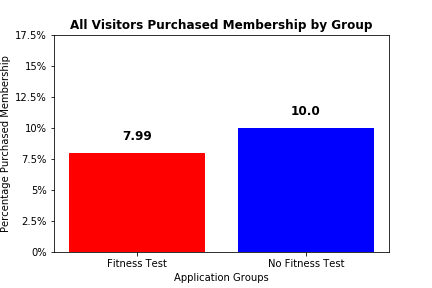 All Visitors Purchased Membership by Group
Percentage Purchased Membership
17.5%
15%
12.5%
10%
7.5%
5%
2.5%
0%
7.99
10.0
Fitness Test
No Fitness Test
Application Groups